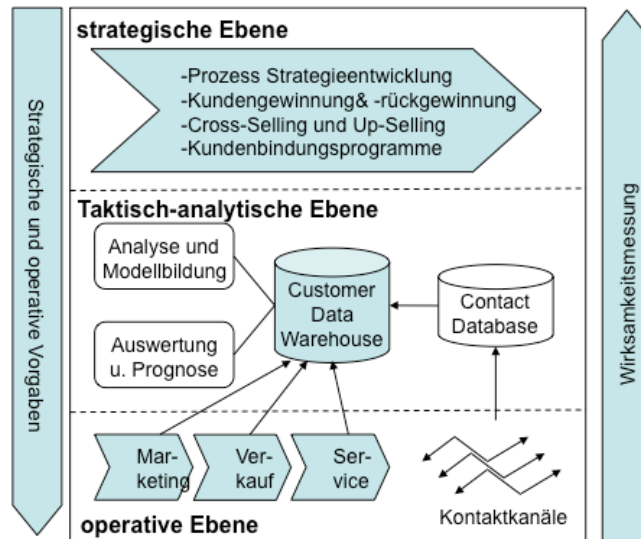 strategische Ebene
-Prozess Strategieentwicklung
-Kundengewinnung& -rückgewinnung
-Cross-Selling und Up-Selling
-Kundenbindungsprogramme
Strategische und operative Vorgaben
Wirksamkeitsmessung
Taktisch-analytische Ebene
Analyse und
Modellbildung
Customer
Data
Warehouse
Contact
Database
Auswertung
u. Prognose
Mar-
keting
Ver-
kauf
Ser-
vice
Kontaktkanäle
operative Ebene